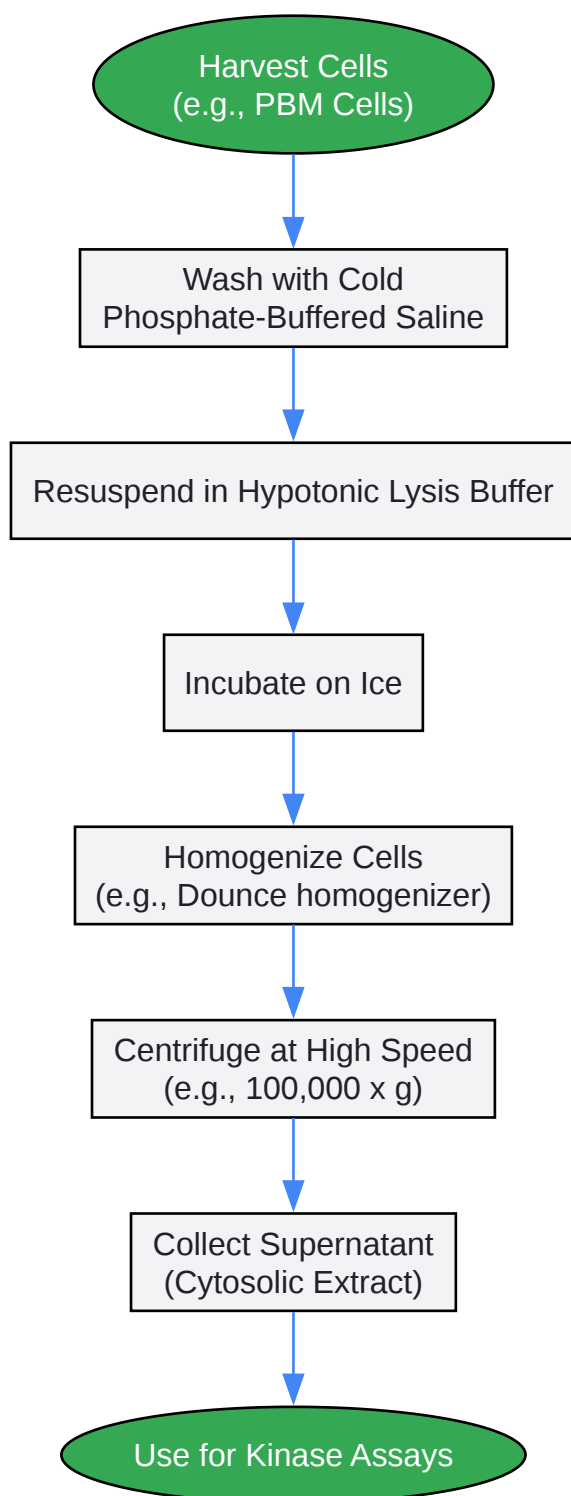 Harvest Cells
(e.g., PBM Cells)
Wash with Cold
Phosphate-Buffered Saline
Resuspend in Hypotonic Lysis Buffer
Incubate on Ice
Homogenize Cells
(e.g., Dounce homogenizer)
Centrifuge at High Speed
(e.g., 100,000 x g)
Collect Supernatant
(Cytosolic Extract)
Use for Kinase Assays